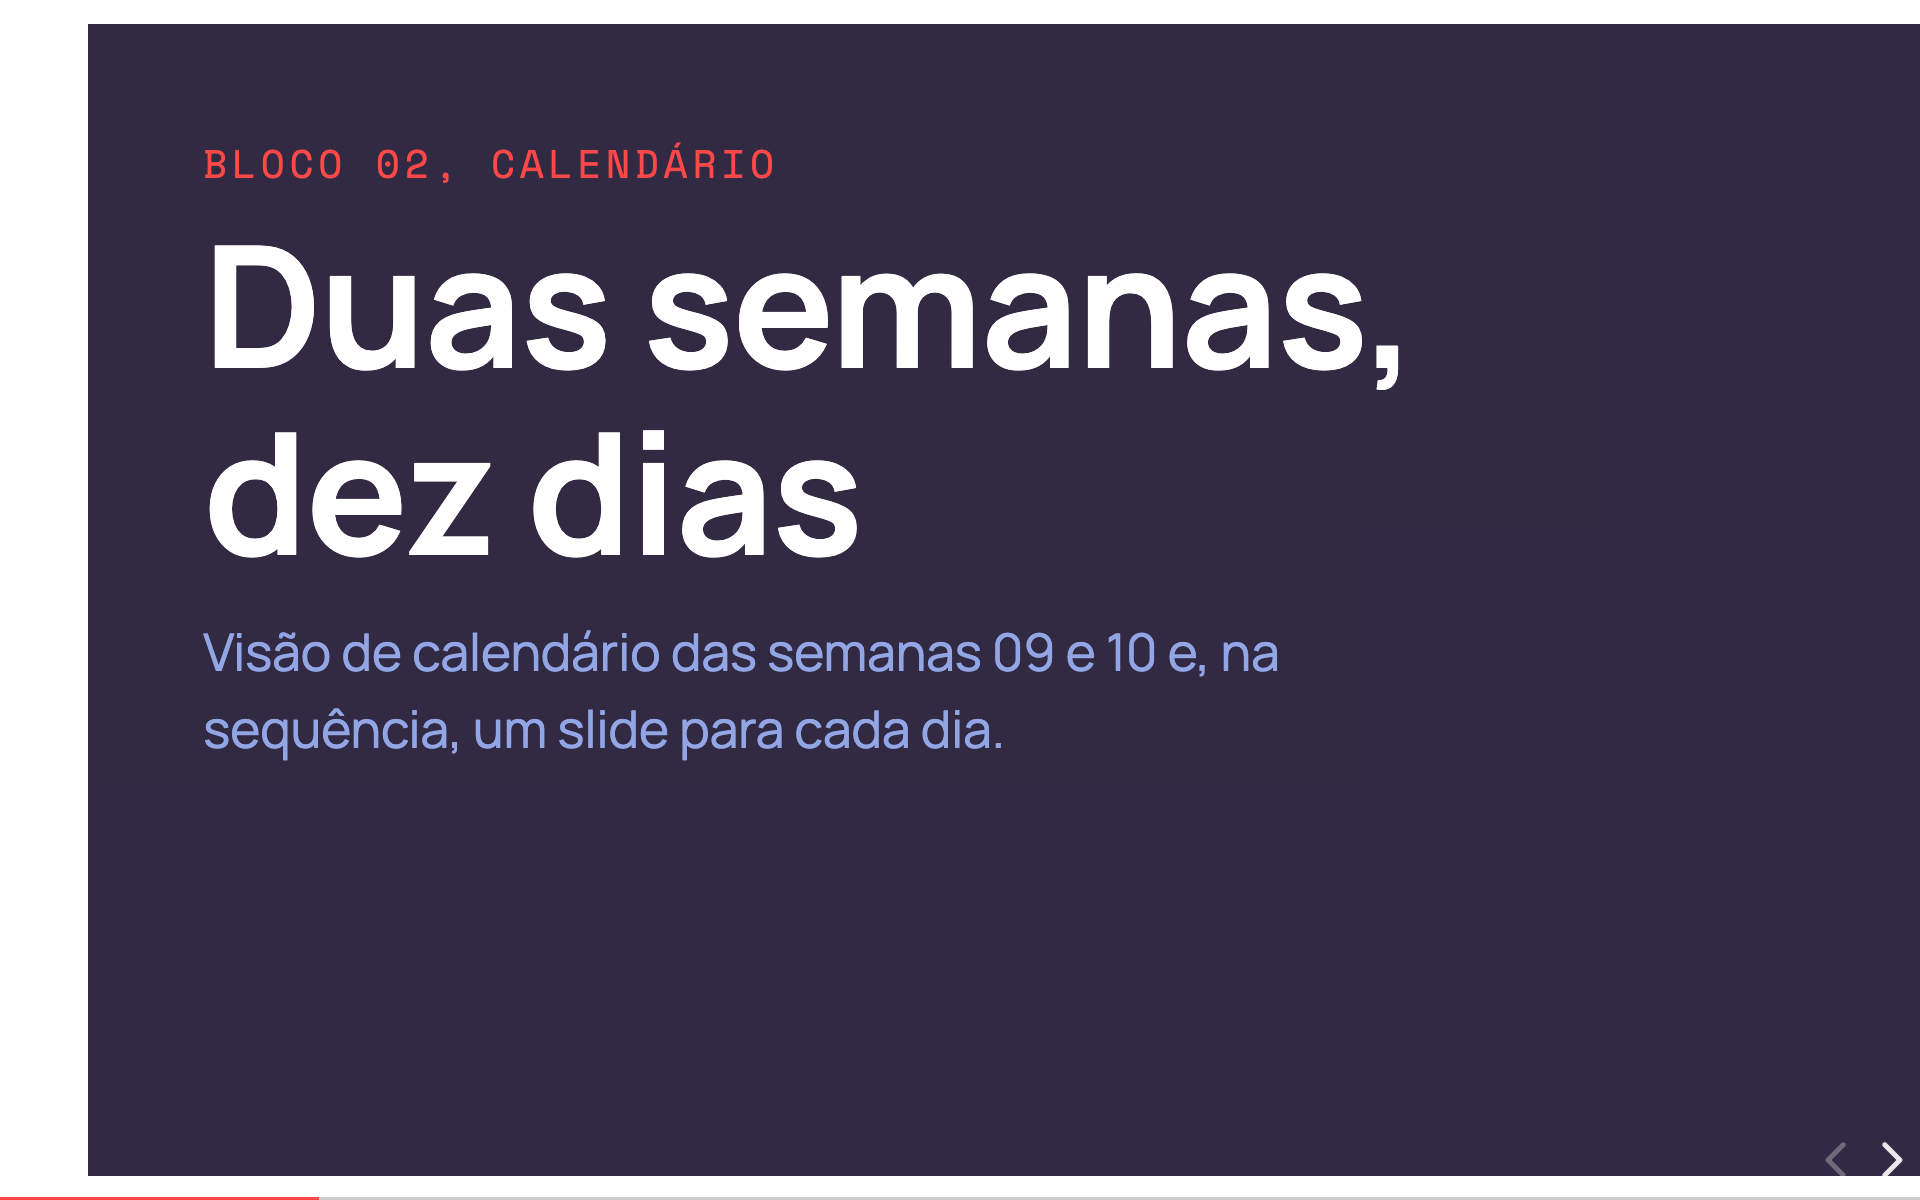 BLOCO 02, CALENDÁRIO
Duas semanas,
dez dias
Visão de calendário das semanas 09 e 10 e, na
sequência, um slide para cada dia.